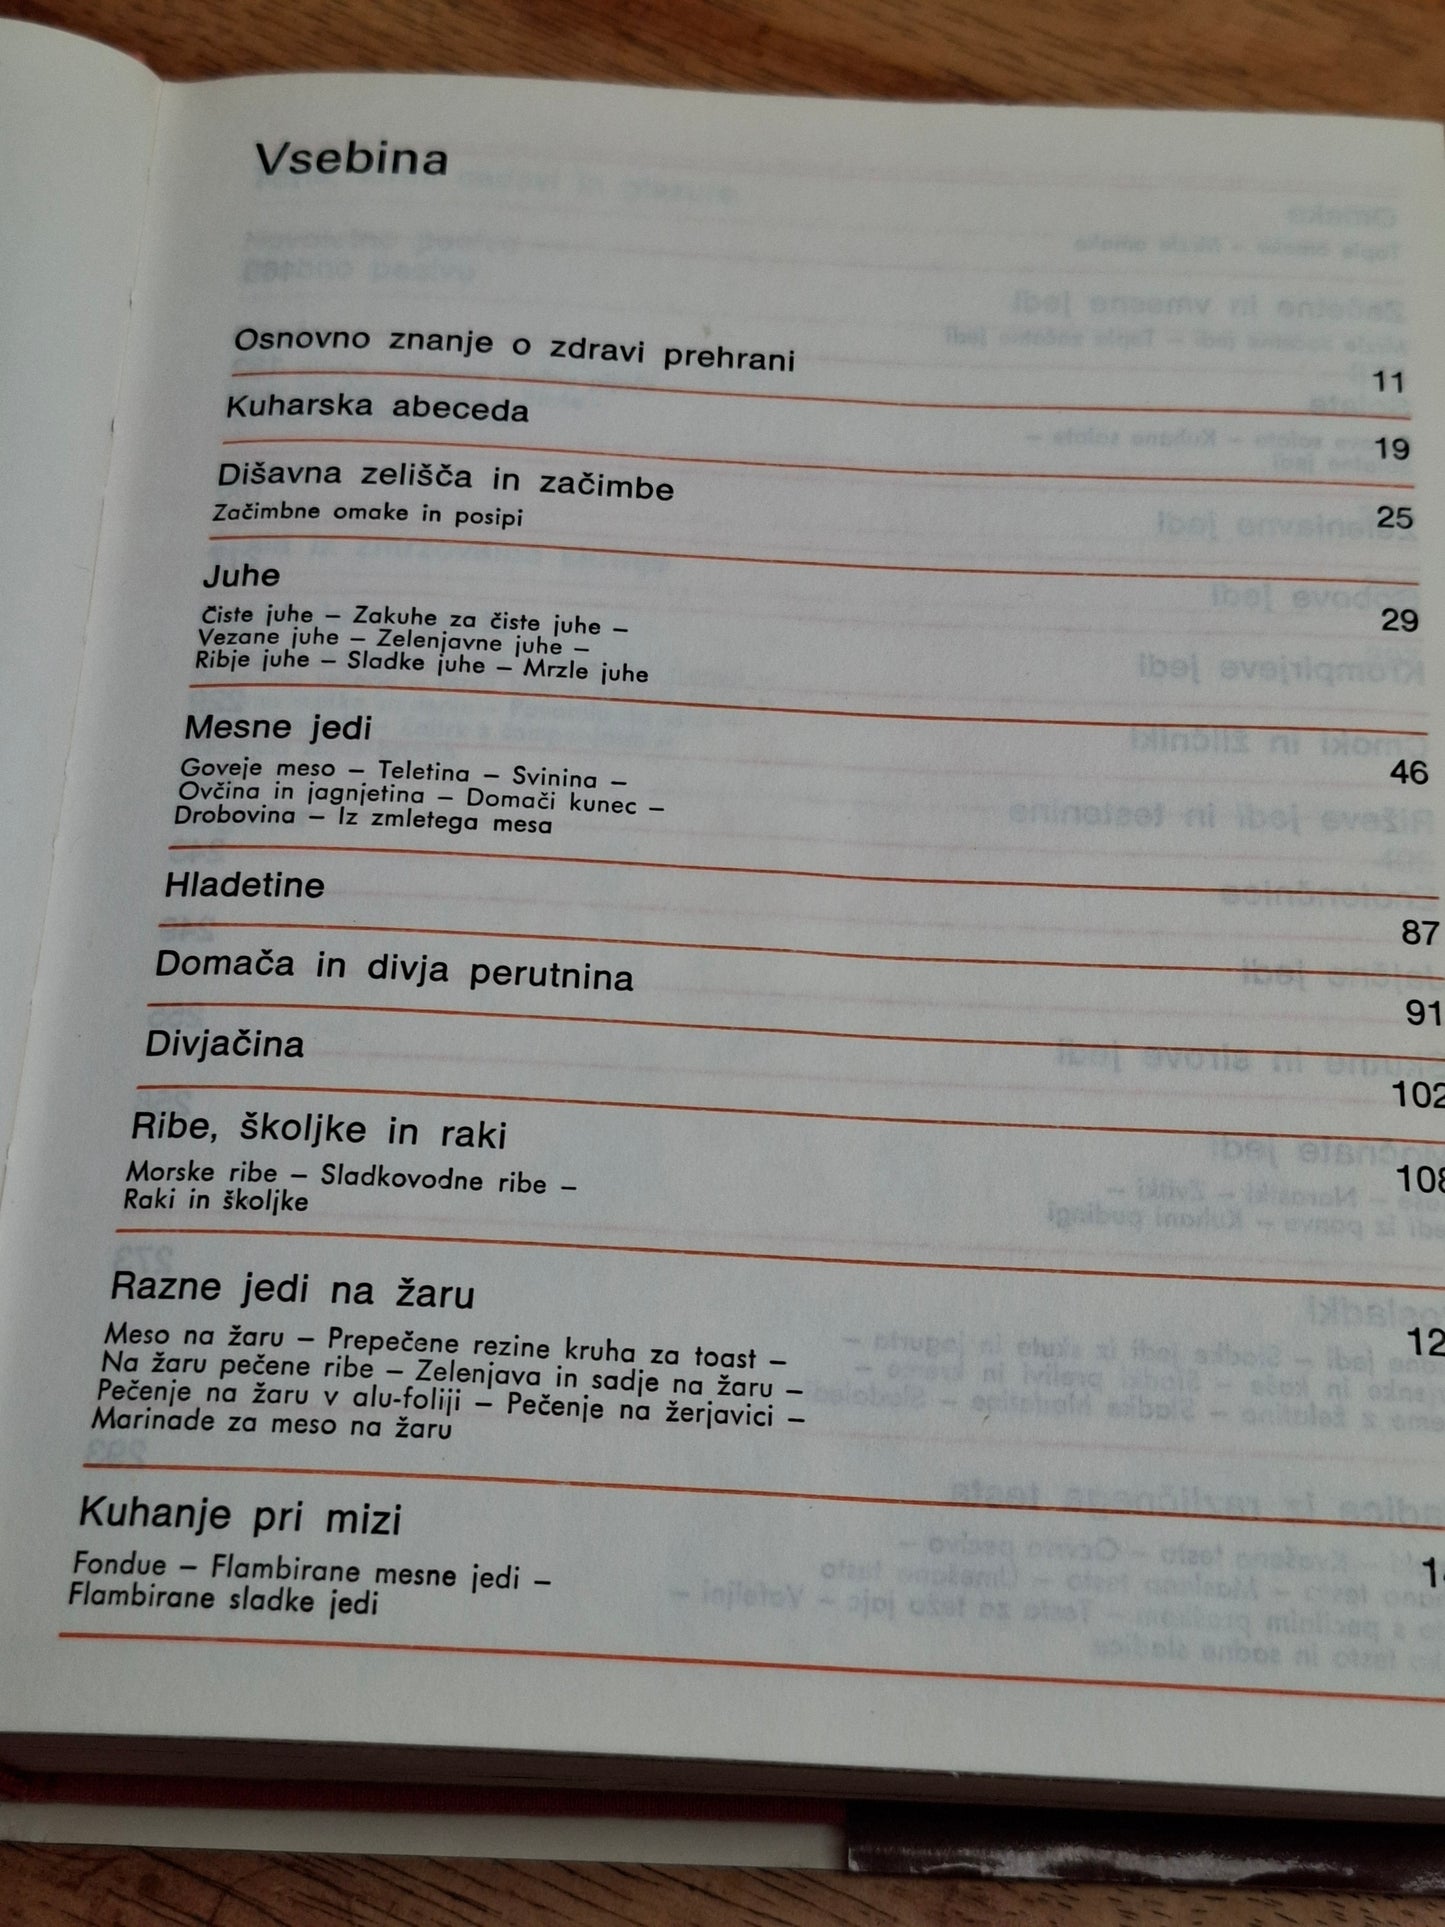 Vsebina
Osnovno znanje o zdravi prehrani 11
Kuharska abeceda 19
Dišavna zelišča in začimbe 25
Začimbne omake in posipi
Juhe 29
Čiste juhe – Zakuhe za čiste juhe –
Vezane juhe – Zelenjavne juhe –
Ribje juhe – Sladke juhe – Mrzle juhe
Mesne jedi 46
Goveje meso – Teletina – Svinina –
Ovčina in jagnjetina – Domači kunec –
Drobovina – Iz zmletega mesa
Hladetine 87
Domača in divja perutnina 91
Divjačina 102
Ribe, školjke in raki 108
Morske ribe – Sladkovodne ribe –
Raki in školjke
Razne jedi na žaru
Meso na žaru – Prepečene rezine kruha za toast –
Na žaru pečene ribe – Zelenjava in sadje na žaru –
Pečenje na žaru v alu-foliji – Pečenje na žerjavici –
Marinade za meso na žaru
Kuhanje pri mizi
Fondue – Flambirane mesne jedi –
Flambirane sladke jedi